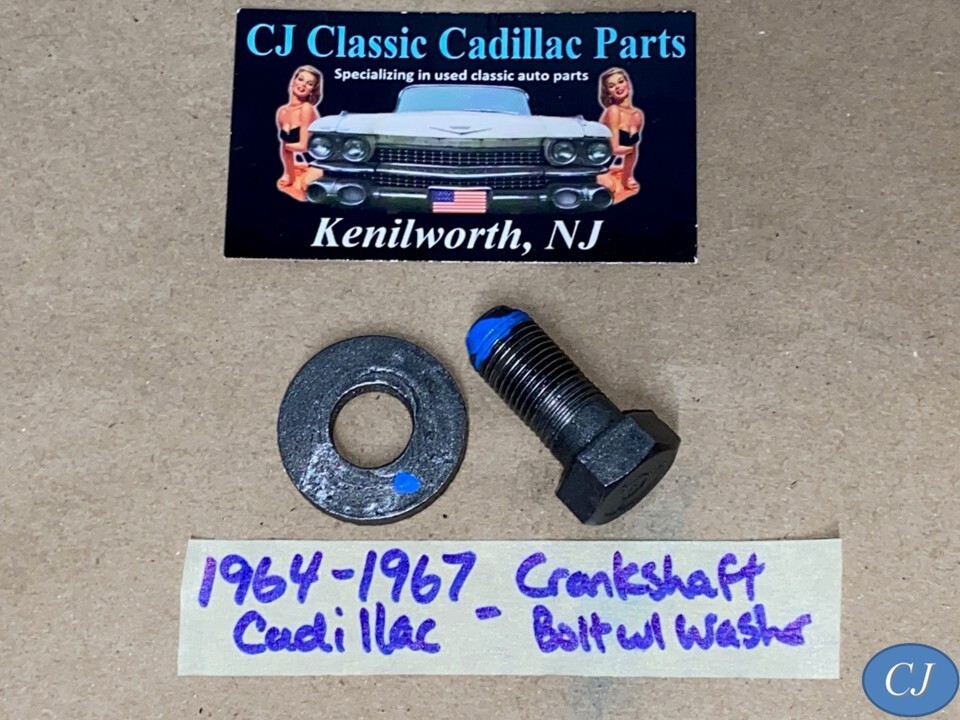 CJ Classic Cadillac Parts
Specializing in used classic auto parts
Kenilworth, NJ
1964-1967 - Crankshaft
Cadillac Bolt w/ Washer
CJ